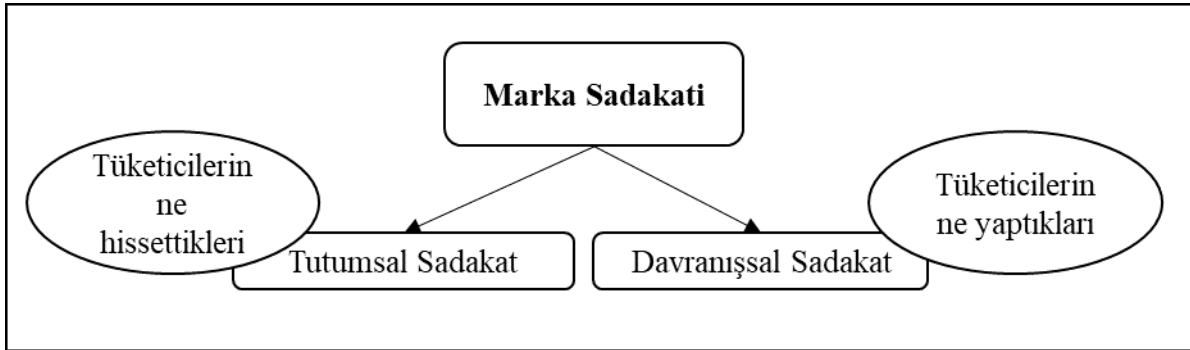 Marka Sadakati
Tüketicilerin
ne
hissettikleri
Tüketicilerin
ne yaptıkları
Tutumsal Sadakat
Davranışsal Sadakat